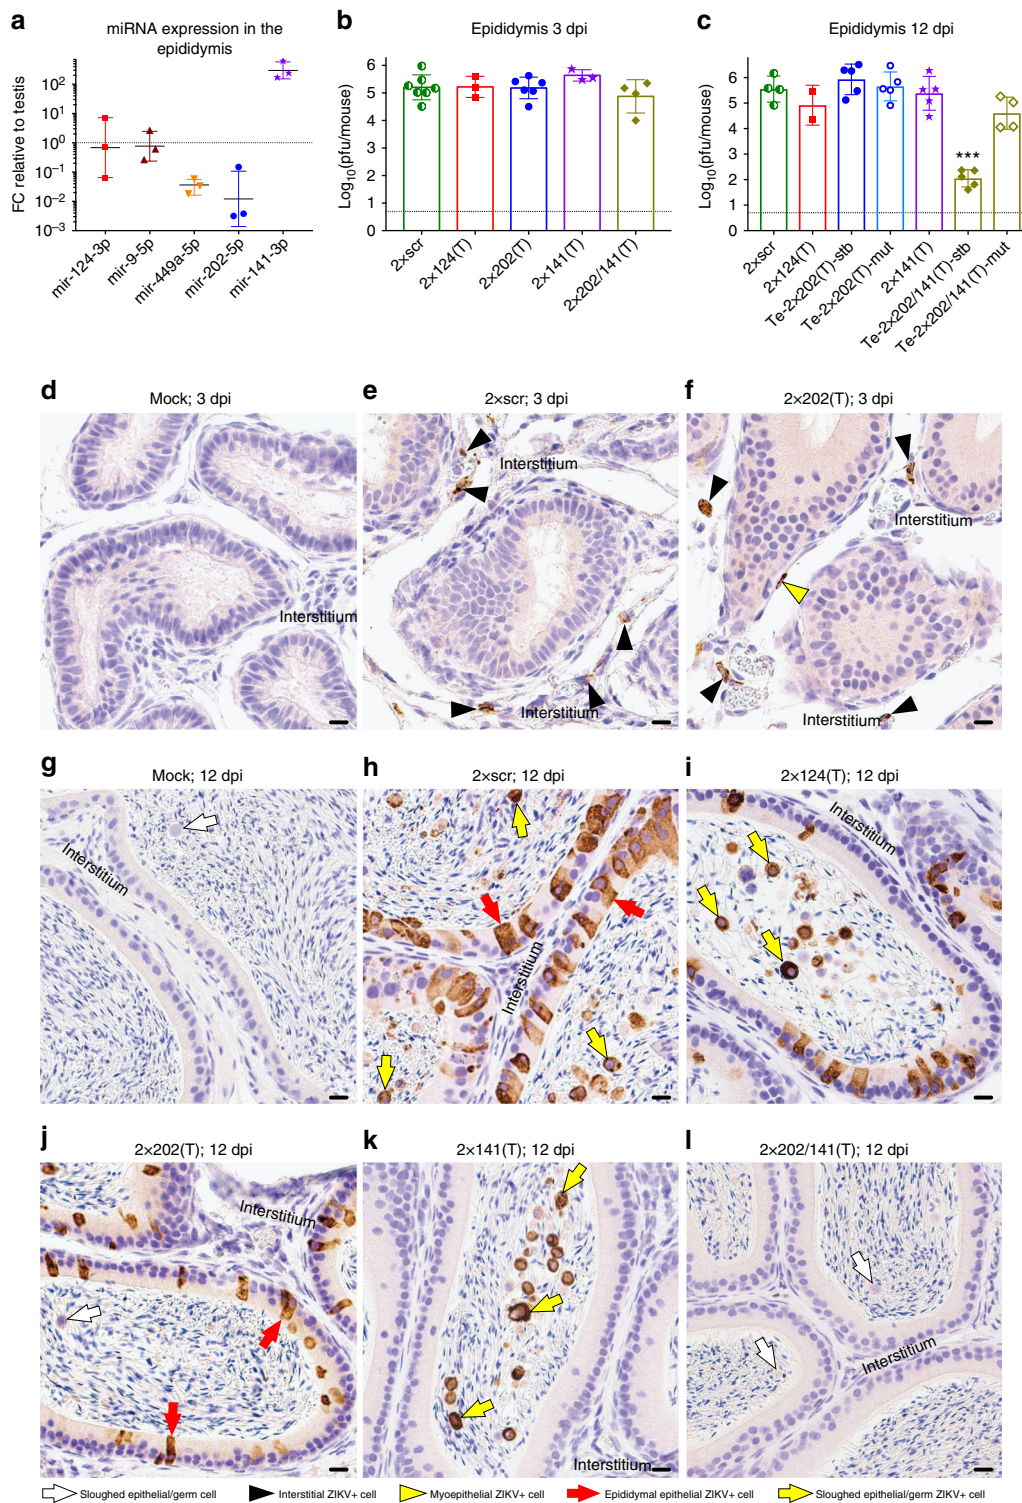 a
miRNA expression in the
epididymis
FC relative to testis
10²
10¹
10⁰
10⁻¹
10⁻²
10⁻³
mir-124-3p
mir-9-5p
mir-449a-5p
mir-202-5p
mir-141-3p
b
Epididymis 3 dpi
Log₁₀(pfu/mouse)
6
5
4
3
2
1
0
2×scr
2×124(T)
2×202(T)
2×141(T)
2×202/141(T)
c
Epididymis 12 dpi
Log₁₀(pfu/mouse)
6
5
4
3
2
1
0
***
2×scr
2×124(T)
Te-2×202(T)-stb
Te-2×202(T)-mut
2×141(T)
Te-2×202/141(T)-stb
Te-2×202/141(T)-mut
d
Mock; 3 dpi
Interstitium
e
2×scr; 3 dpi
Interstitium
Interstitium
f
2×202(T); 3 dpi
Interstitium
Interstitium
g
Mock; 12 dpi
Interstitium
h
2×scr; 12 dpi
Interstitium
i
2×124(T); 12 dpi
Interstitium
j
2×202(T); 12 dpi
Interstitium
k
2×141(T); 12 dpi
Interstitium
l
2×202/141(T); 12 dpi
Interstitium
Sloughed epithelial/germ cell
Interstitial ZIKV+ cell
Myoepithelial ZIKV+ cell
Epididymal epithelial ZIKV+ cell
Sloughed epithelial/germ ZIKV+ cell